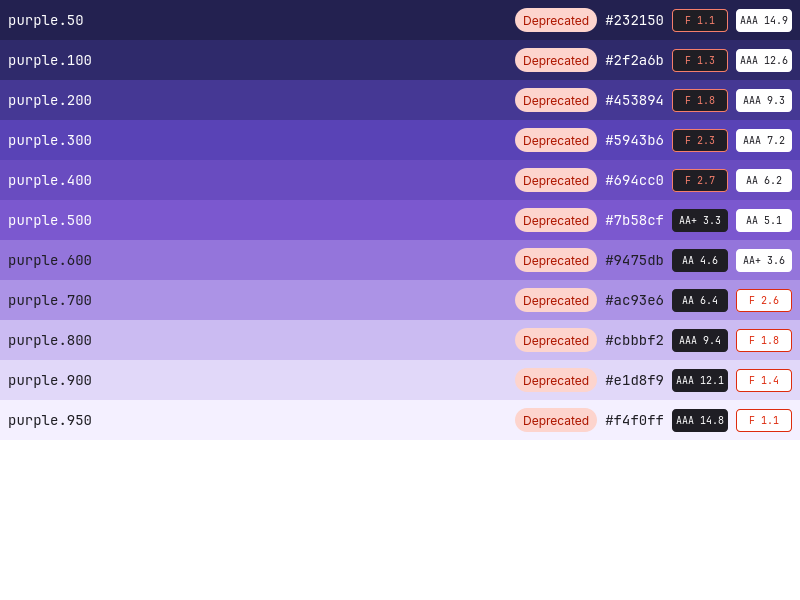 purple.50 Deprecated #232150 F 1.1 AAA 14.9
purple.100 Deprecated #2f2a6b F 1.3 AAA 12.6
purple.200 Deprecated #453894 F 1.8 AAA 9.3
purple.300 Deprecated #5943b6 F 2.3 AAA 7.2
purple.400 Deprecated #694cc0 F 2.7 AA 6.2
purple.500 Deprecated #7b58cf AA+ 3.3 AA 5.1
purple.600 Deprecated #9475db AA 4.6 AA+ 3.6
purple.700 Deprecated #ac93e6 AA 6.4 F 2.6
purple.800 Deprecated #cbbbf2 AAA 9.4 F 1.8
purple.900 Deprecated #e1d8f9 AAA 12.1 F 1.4
purple.950 Deprecated #f4f0ff AAA 14.8 F 1.1